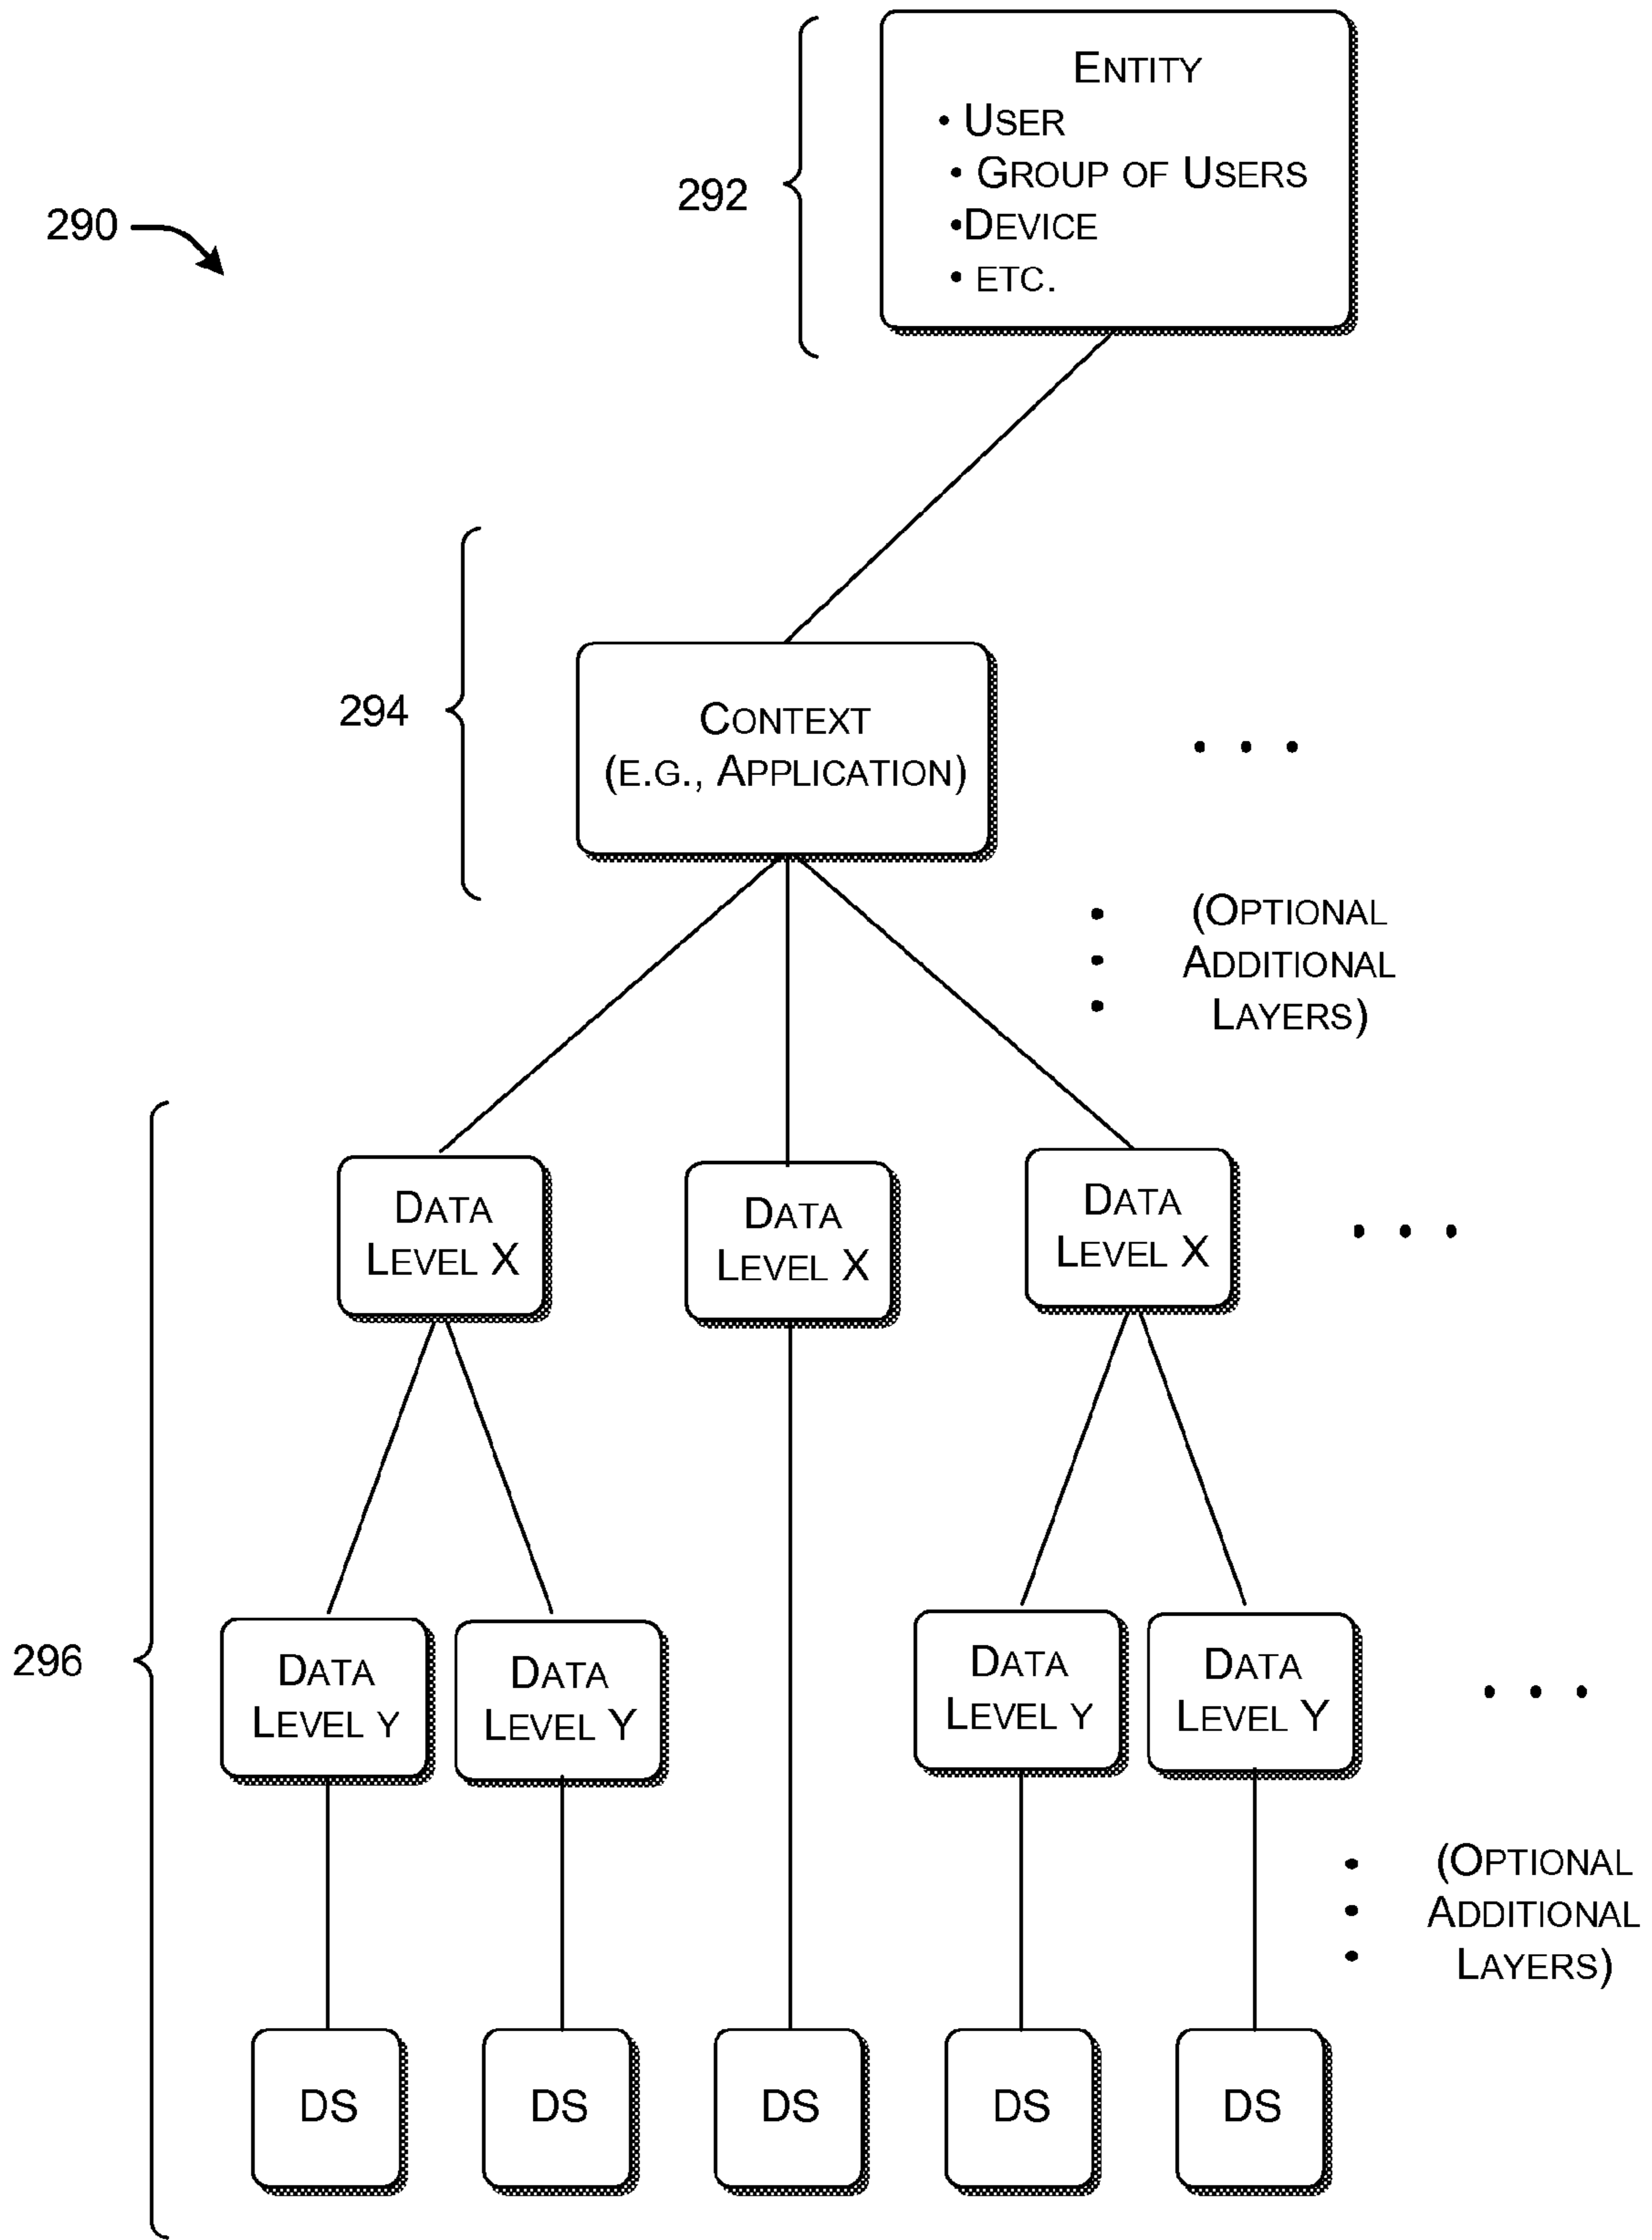 ENTITY
• USER
• GROUP OF USERS
•DEVICE
• ETC.
292
290
294
CONTEXT
(E.G., APPLICATION)
. . .
(OPTIONAL
ADDITIONAL
LAYERS)
DATA
LEVEL X
DATA
LEVEL X
DATA
LEVEL X
. . .
296
DATA
LEVEL Y
DATA
LEVEL Y
DATA
LEVEL Y
DATA
LEVEL Y
. . .
(OPTIONAL
ADDITIONAL
LAYERS)
DS
DS
DS
DS
DS